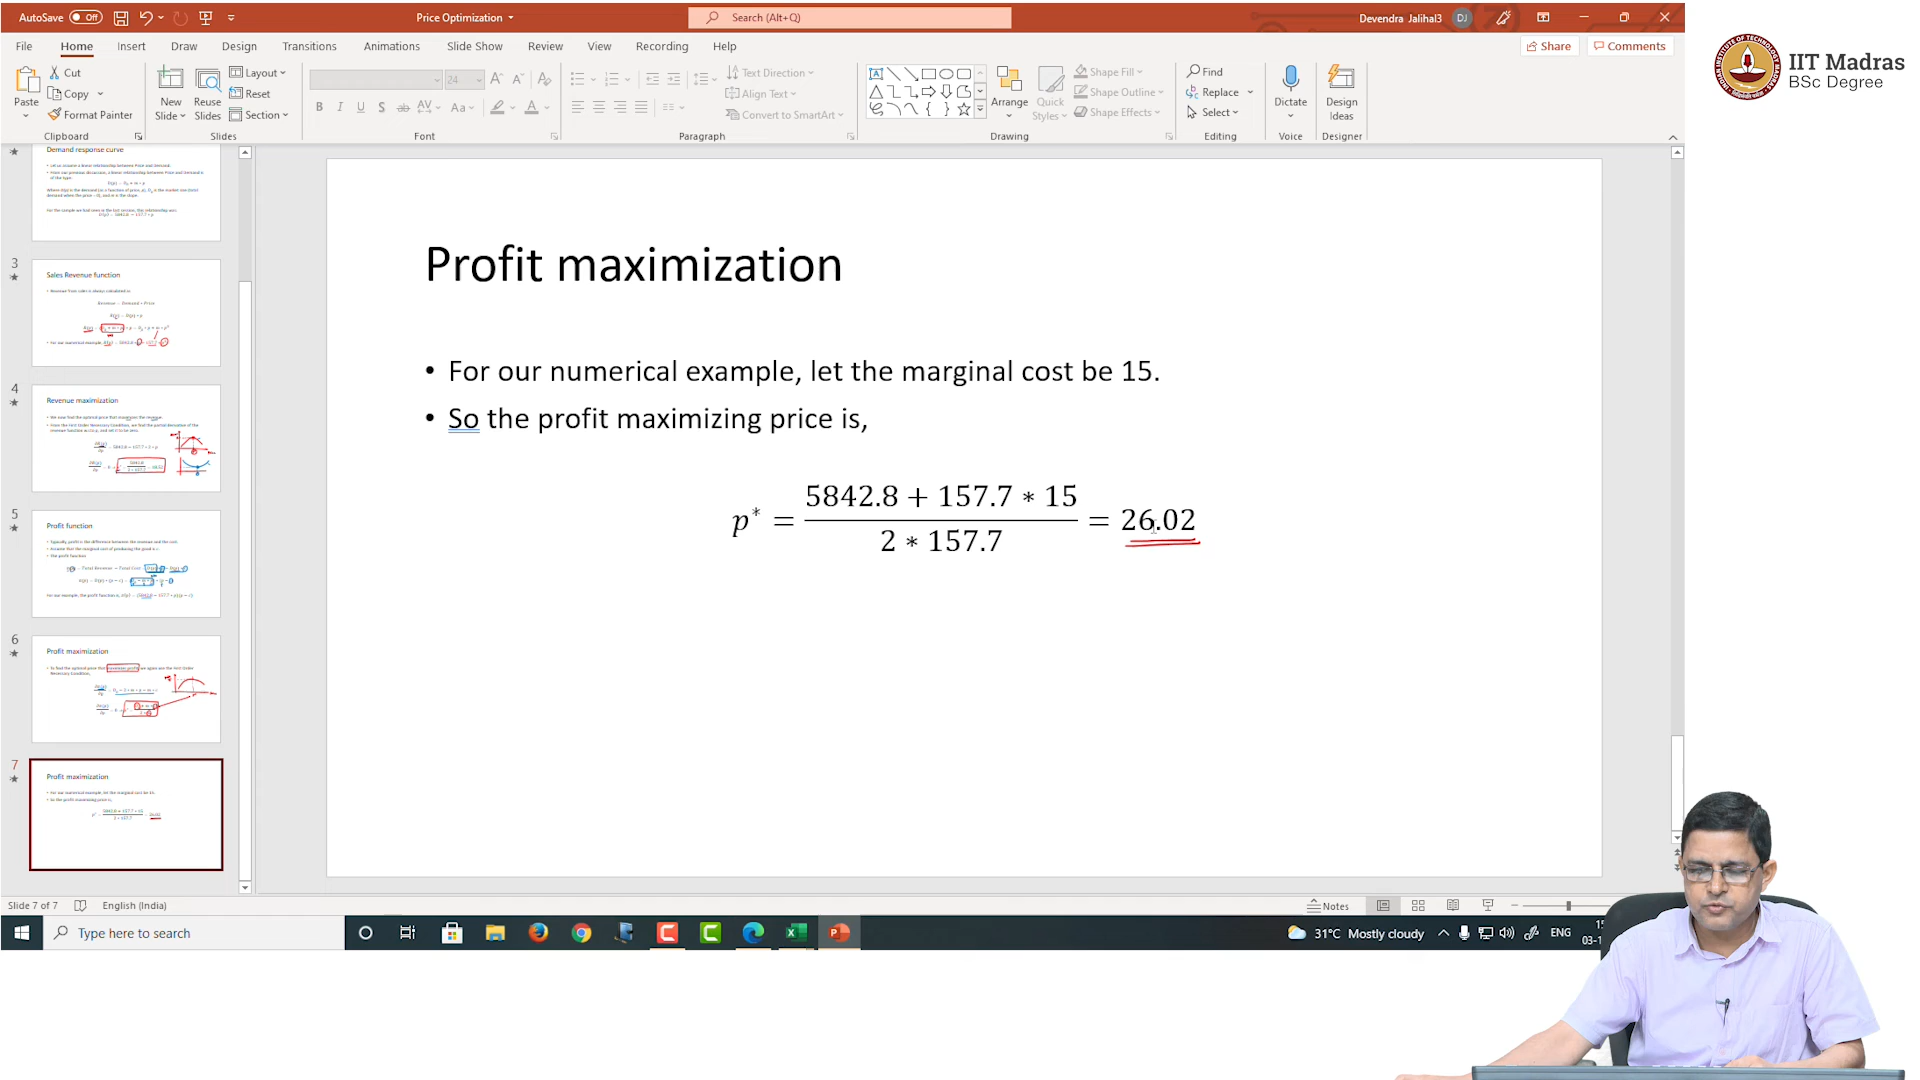 AutoSave Off Price Optimization Search (Alt+Q) Devendra Jalihal3 DJ
File Home Insert Draw Design Transitions Animations Slide Show Review View Recording Help Share Comments
Paste Cut Copy Format Painter
Clipboard
New Slide Reuse Slides Layout Reset Section
Slides
24
Font
Text Direction Align Text Convert to SmartArt
Paragraph
Arrange Quick Styles Shape Fill Shape Outline Shape Effects
Drawing
Find Replace Select
Editing
Dictate
Voice
Design Ideas
Designer
IIT Madras
BSc Degree
Demand response curve
3
Sales Revenue function
4
Revenue maximization
5
Profit function
6
Profit maximization
7
Profit maximization
Profit maximization
• For our numerical example, let the marginal cost be 15.
• So the profit maximizing price is,
p* = (5842.8 + 157.7 * 15) / (2 * 157.7) = 26.02
Slide 7 of 7 English (India) Notes
Type here to search 31°C Mostly cloudy ENG
03-1